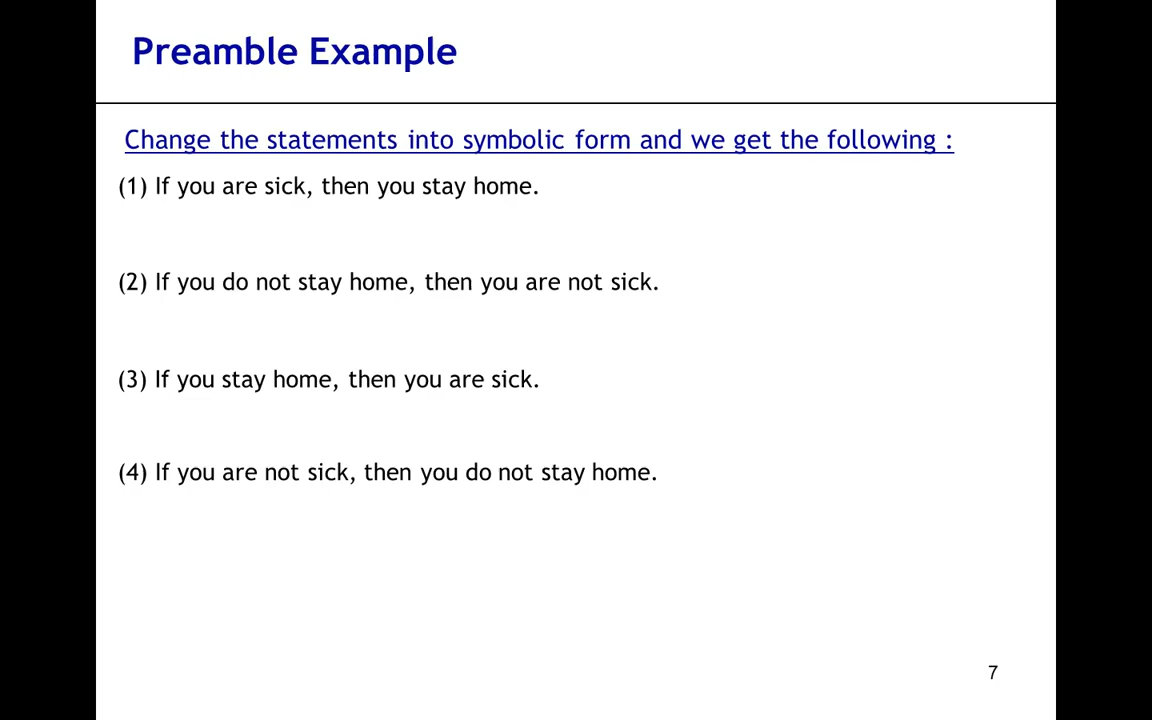 Preamble Example
Change the statements into symbolic form and we get the following :
(1) If you are sick, then you stay home.
(2) If you do not stay home, then you are not sick.
(3) If you stay home, then you are sick.
(4) If you are not sick, then you do not stay home.
7